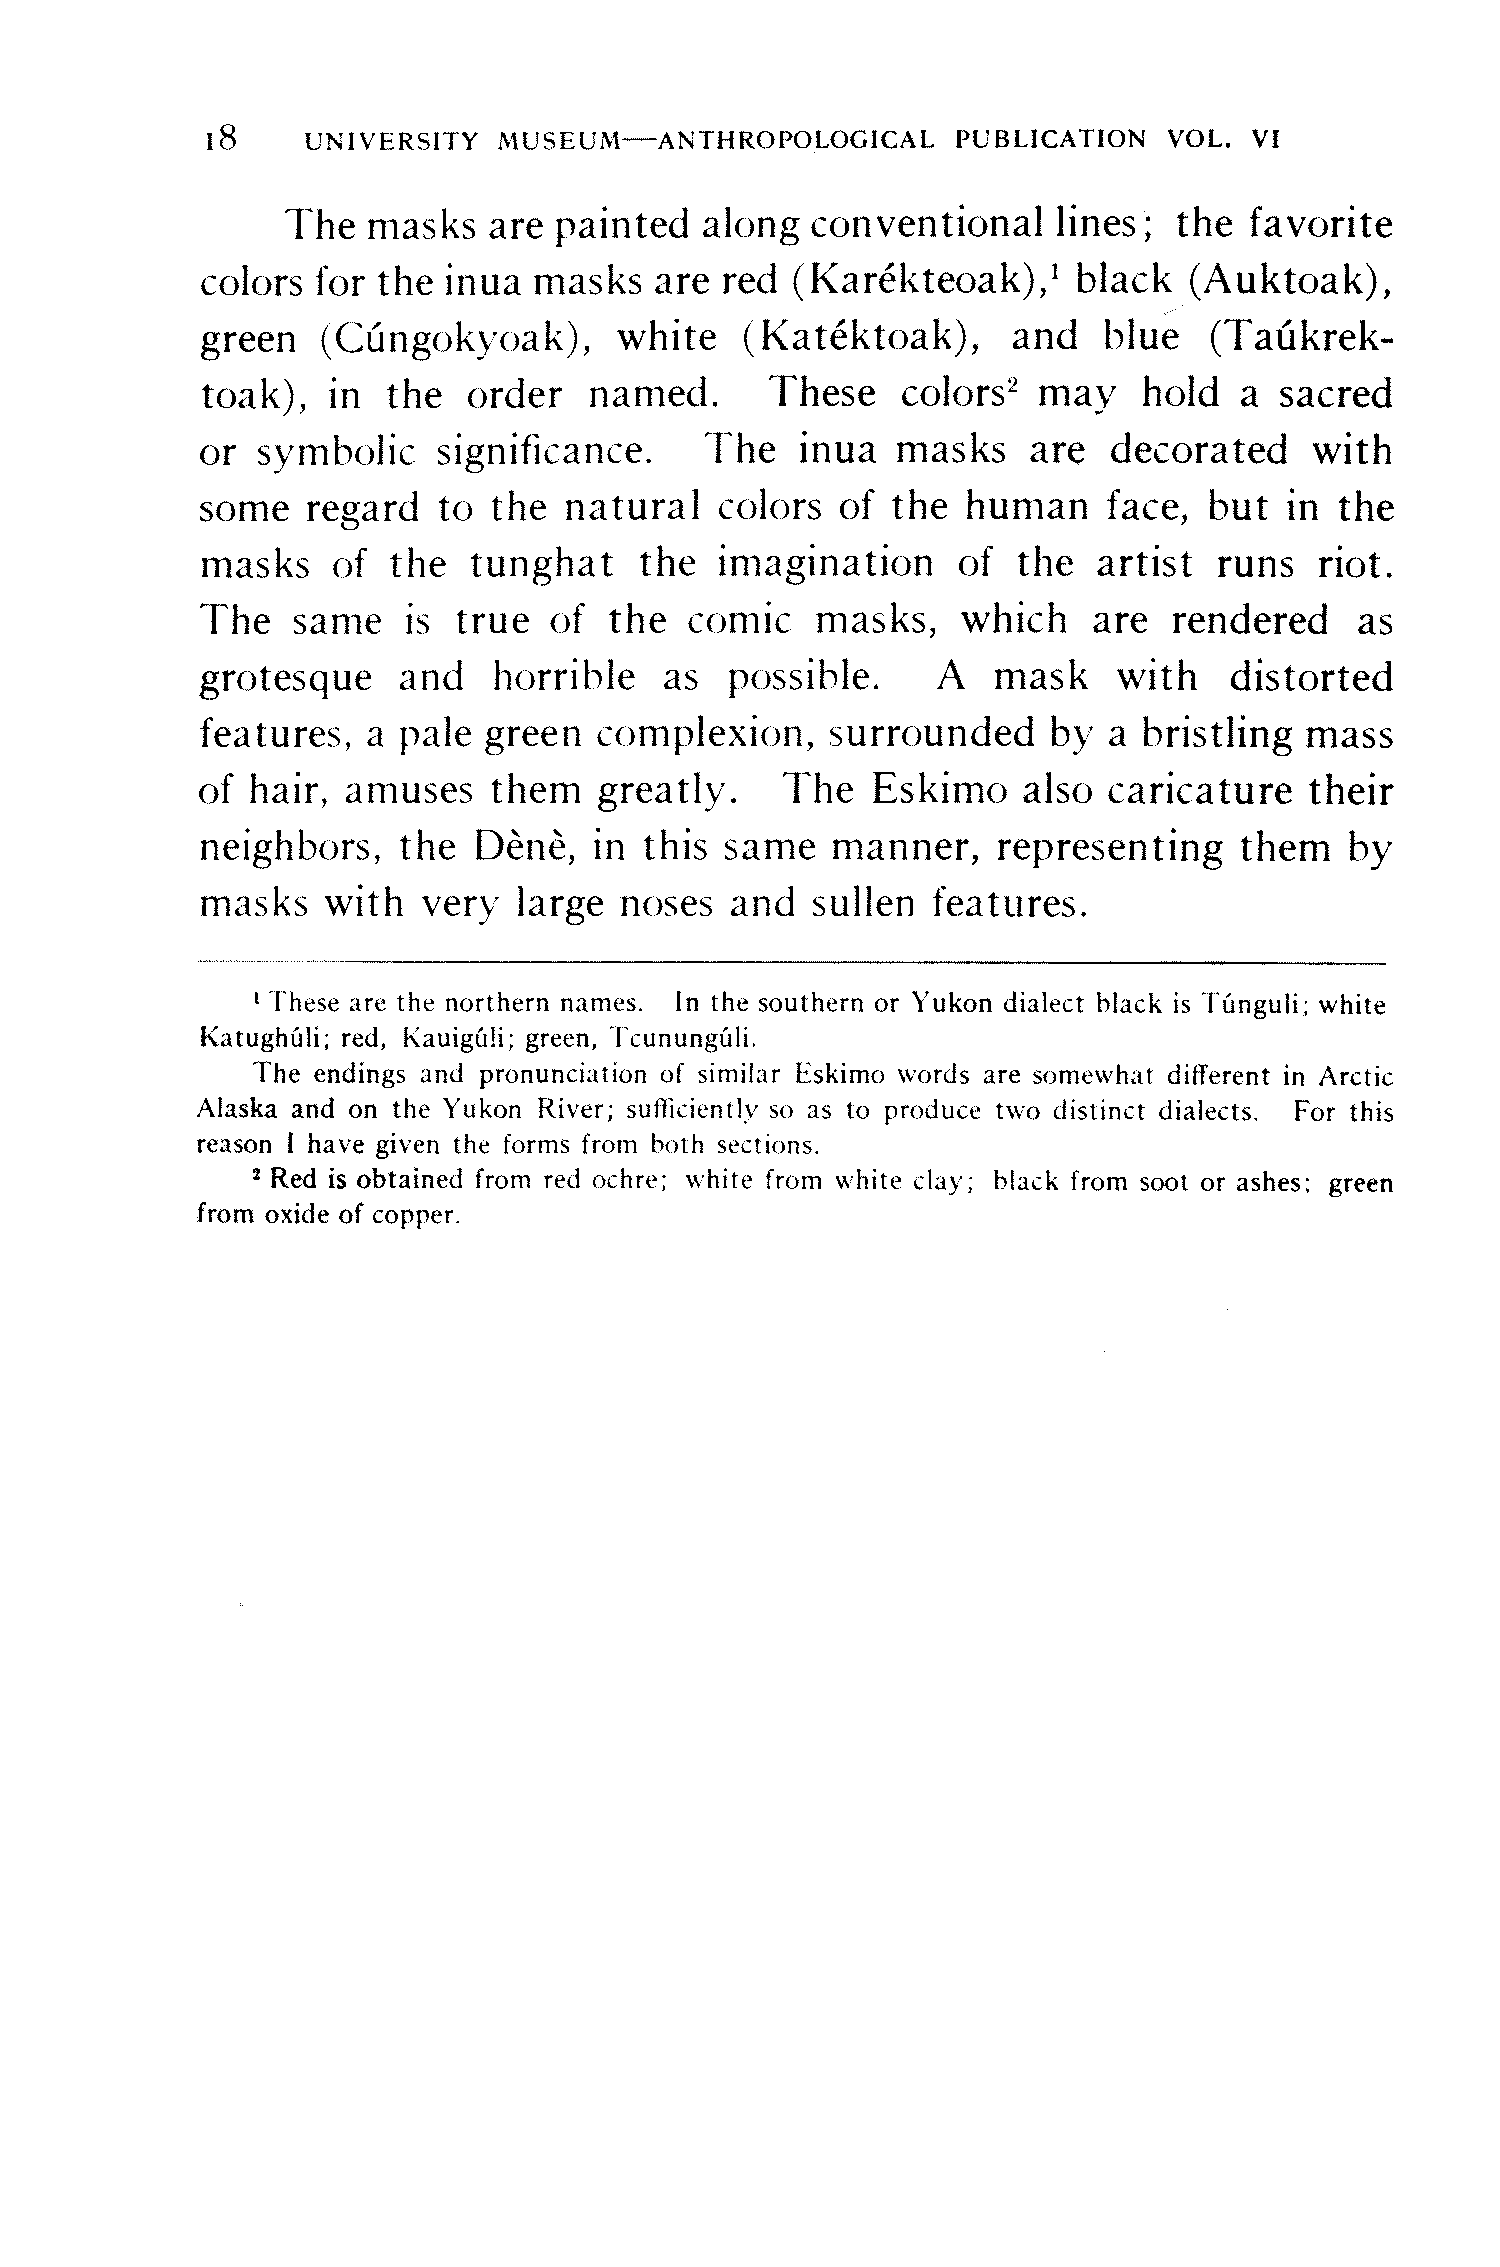 18 UNIVERSITY MUSEUM—ANTHROPOLOGICAL PUBLICATION VOL. VI
The masks are painted along conventional lines; the favorite
colors for the inua masks are red (Karékteoak),¹ black (Auktoak),
green (Cúngokyoak), white (Katéktoak), and blue (Taúkrek-
toak), in the order named. These colors² may hold a sacred
or symbolic significance. The inua masks are decorated with
some regard to the natural colors of the human face, but in the
masks of the tunghat the imagination of the artist runs riot.
The same is true of the comic masks, which are rendered as
grotesque and horrible as possible. A mask with distorted
features, a pale green complexion, surrounded by a bristling mass
of hair, amuses them greatly. The Eskimo also caricature their
neighbors, the Dènè, in this same manner, representing them by
masks with very large noses and sullen features.
¹ These are the northern names. In the southern or Yukon dialect black is Túnguli; white
Katughúli; red, Kauigúli; green, Tcunungúli.
The endings and pronunciation of similar Eskimo words are somewhat different in Arctic
Alaska and on the Yukon River; sufficiently so as to produce two distinct dialects. For this
reason I have given the forms from both sections.
² Red is obtained from red ochre; white from white clay; black from soot or ashes; green
from oxide of copper.